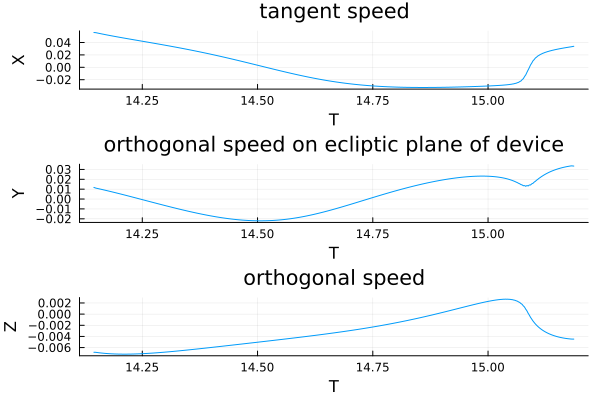 tangent speed
X
0.04
0.02
0.00
−0.02
14.25 14.50 14.75 15.00
T
orthogonal speed on ecliptic plane of device
Y
0.03
0.02
0.01
0.00
−0.01
−0.02
14.25 14.50 14.75 15.00
T
orthogonal speed
Z
0.002
0.000
−0.002
−0.004
−0.006
14.25 14.50 14.75 15.00
T